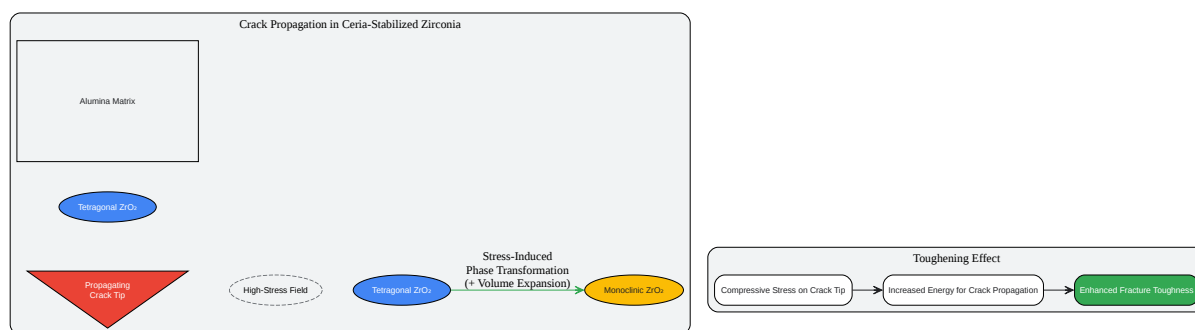 Crack Propagation in Ceria-Stabilized Zirconia
Alumina Matrix
Tetragonal ZrO₂
Propagating
Crack Tip
High-Stress Field
Tetragonal ZrO₂
Stress-Induced
Phase Transformation
(+ Volume Expansion)
Monoclinic ZrO₂
Toughening Effect
Compressive Stress on Crack Tip
Increased Energy for Crack Propagation
Enhanced Fracture Toughness